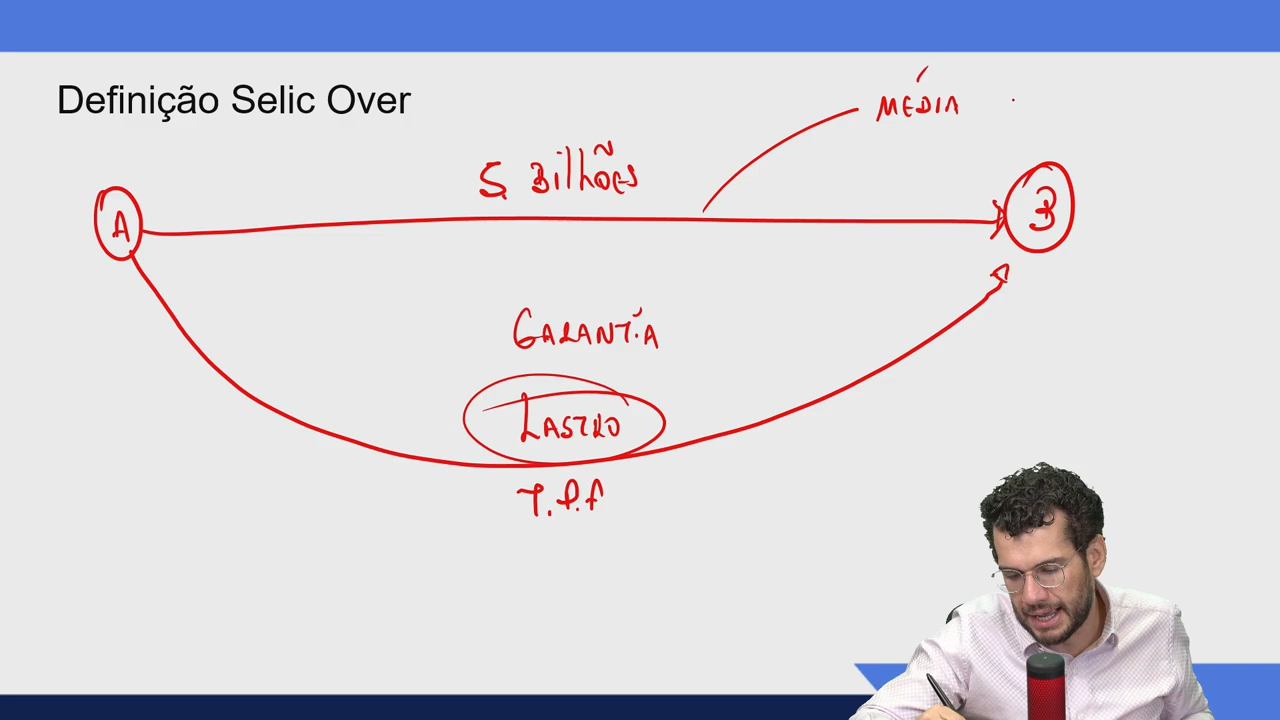 Definição Selic Over
MÉDIA
5 Bilhões
A
B
GARANTIA
LASTRO
T.P.F